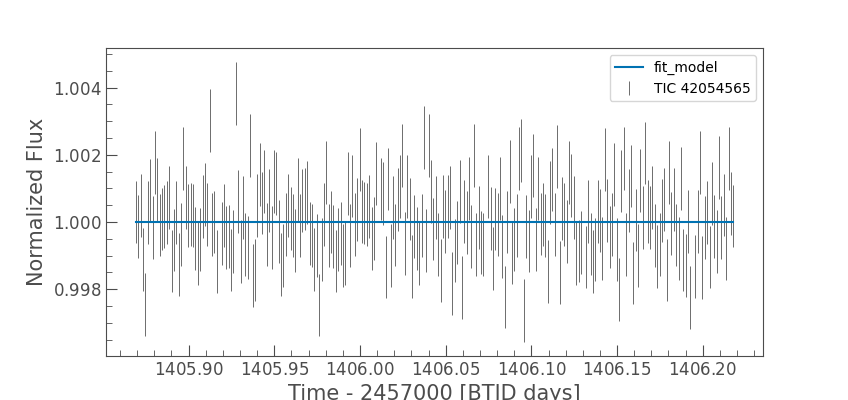 fit_model
TIC 42054565
Normalized Flux
1.004
1.002
1.000
0.998
1405.90 1405.95 1406.00 1406.05 1406.10 1406.15 1406.20
Time - 2457000 [BTJD days]